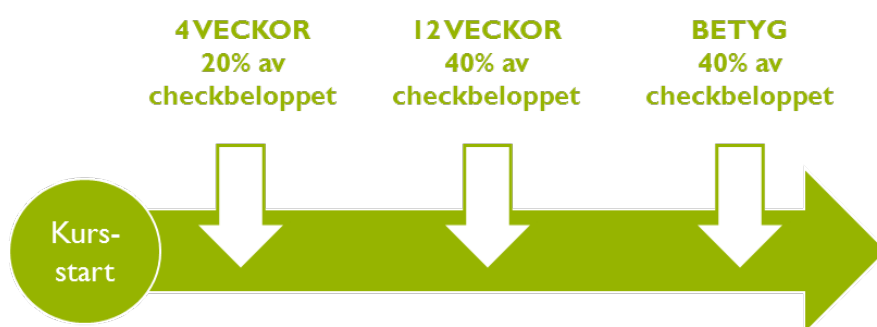 4 VECKOR
20% av
checkbeloppet
12 VECKOR
40% av
checkbeloppet
BETYG
40% av
checkbeloppet
Kurs-
start